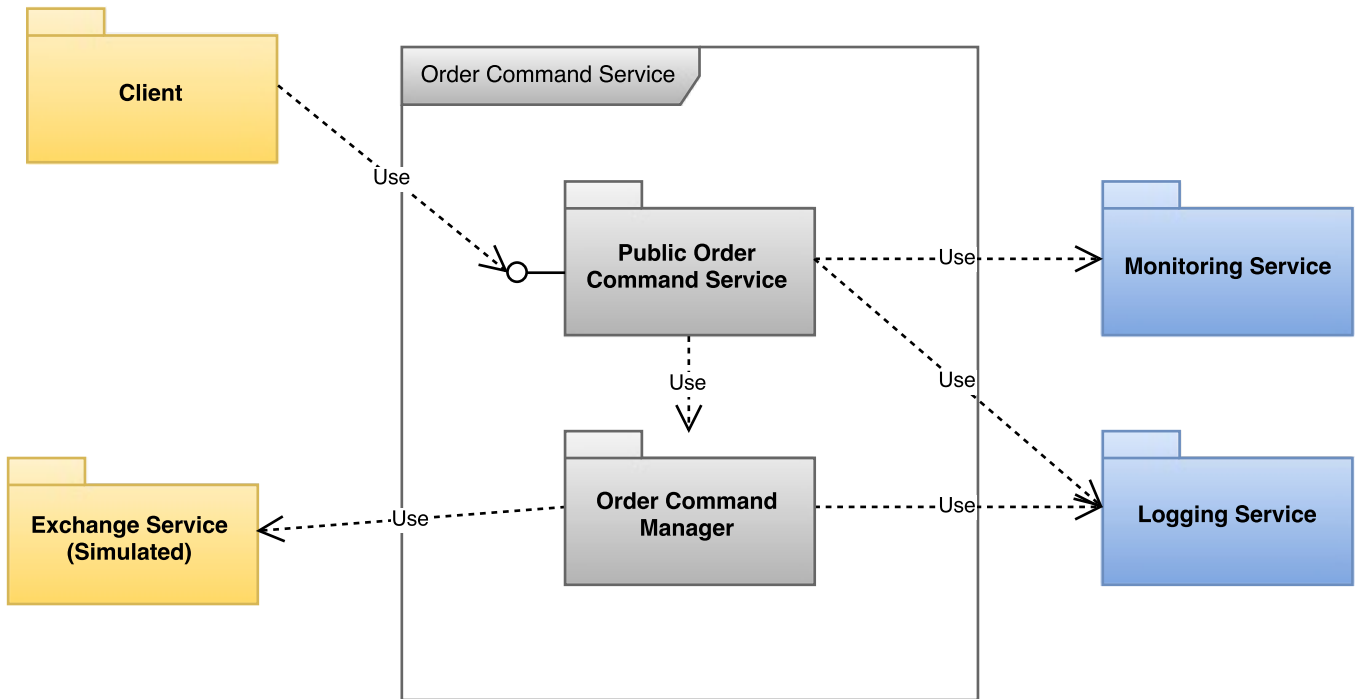 Client
Order Command Service
Use
Public Order
Command Service
Use
Monitoring Service
Use
Use
Exchange Service
(Simulated)
Use
Order Command
Manager
Use
Logging Service